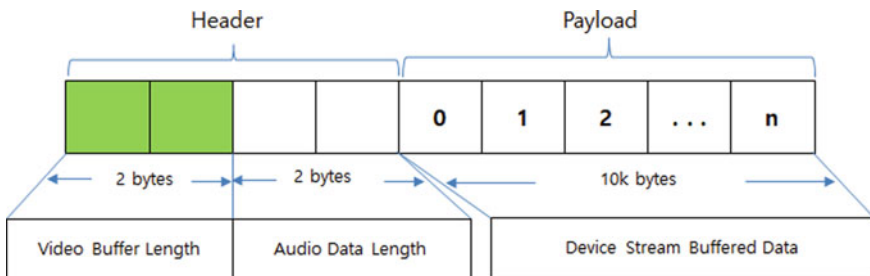 Header Payload
0 1 2 ... n
2 bytes 2 bytes 10k bytes
Video Buffer Length Audio Data Length Device Stream Buffered Data